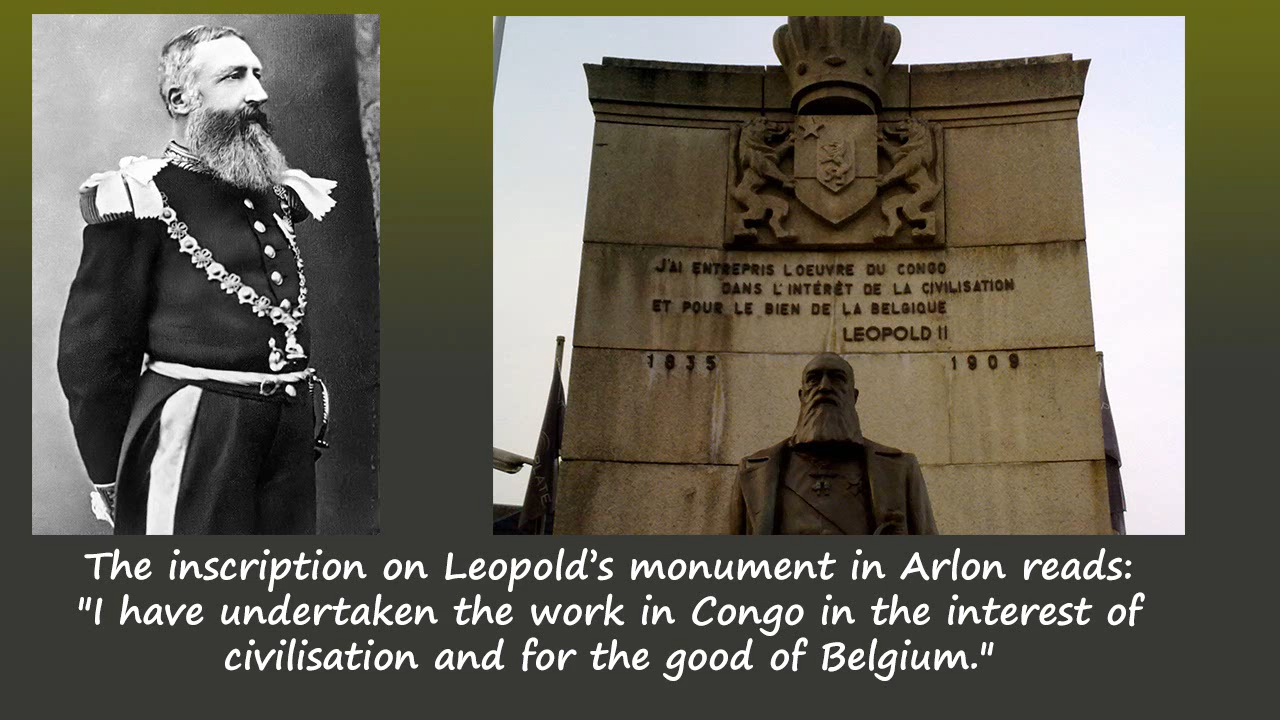 J'AI ENTREPRIS L'OEUVRE DU CONGO
DANS L'INTÉRÊT DE LA CIVILISATION
ET POUR LE BIEN DE LA BELGIQUE
LEOPOLD II
1835 1909
The inscription on Leopold’s monument in Arlon reads:
"I have undertaken the work in Congo in the interest of
civilisation and for the good of Belgium."